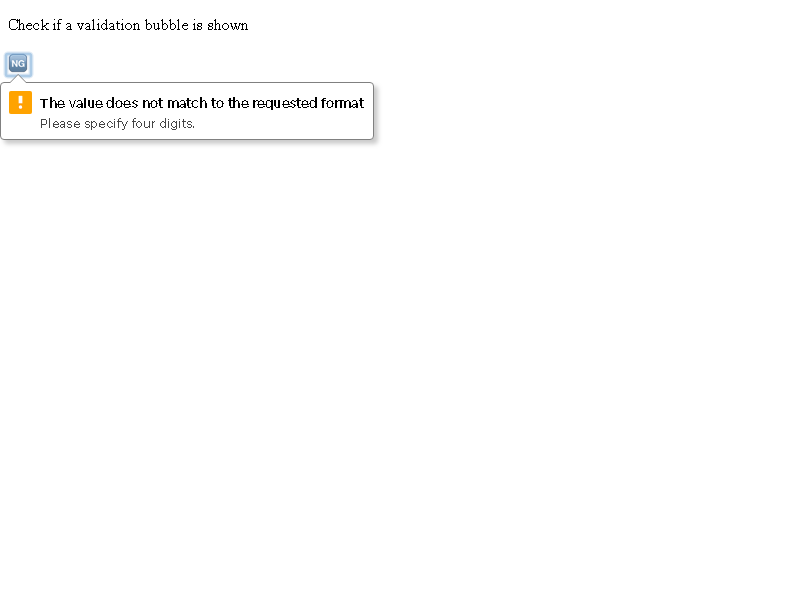 Check if a validation bubble is shown
NG
The value does not match to the requested format
Please specify four digits.